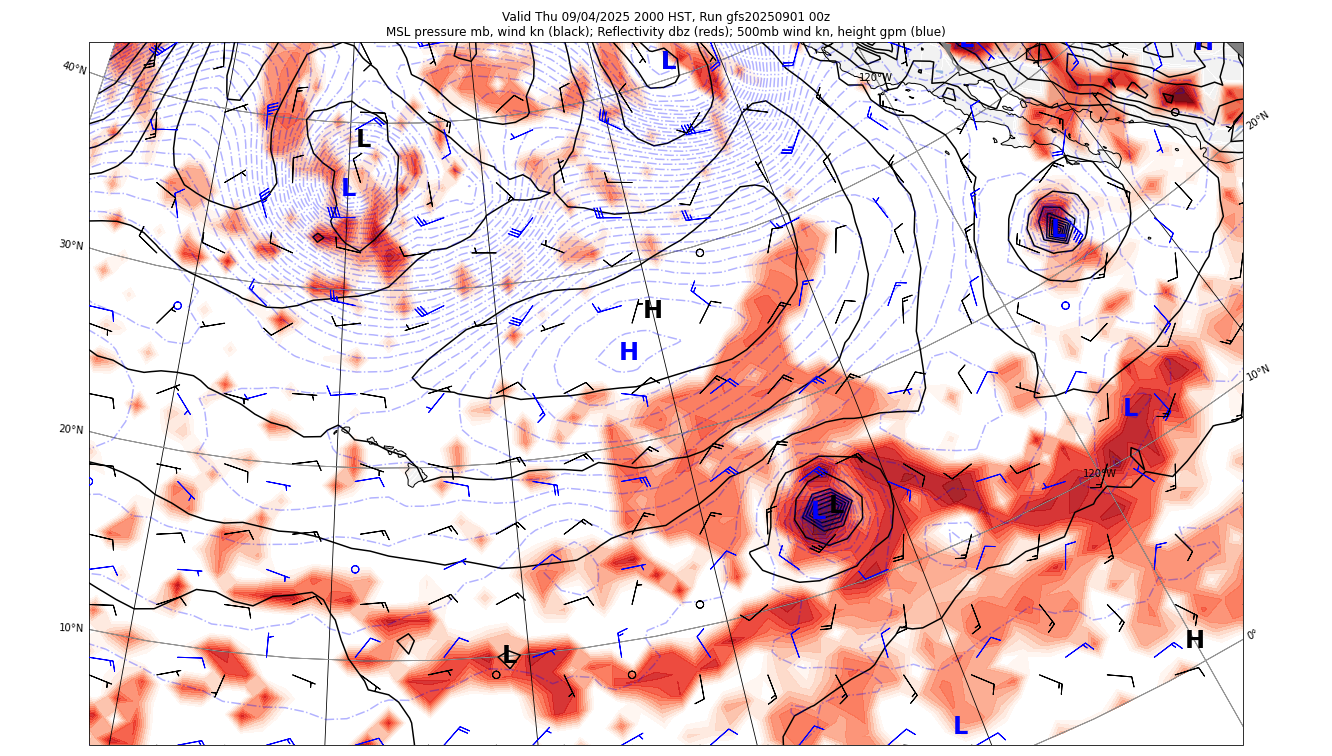 Valid Thu 09/04/2025 2000 HST, Run gfs20250901 00z
MSL pressure mb, wind kn (black); Reflectivity dbz (reds); 500mb wind kn, height gpm (blue)
H
L
40°N
120°W
20°N
L
L
30°N
L
H
H
10°N
L
20°N
120°W
L
L
10°N
L
H
0°
L